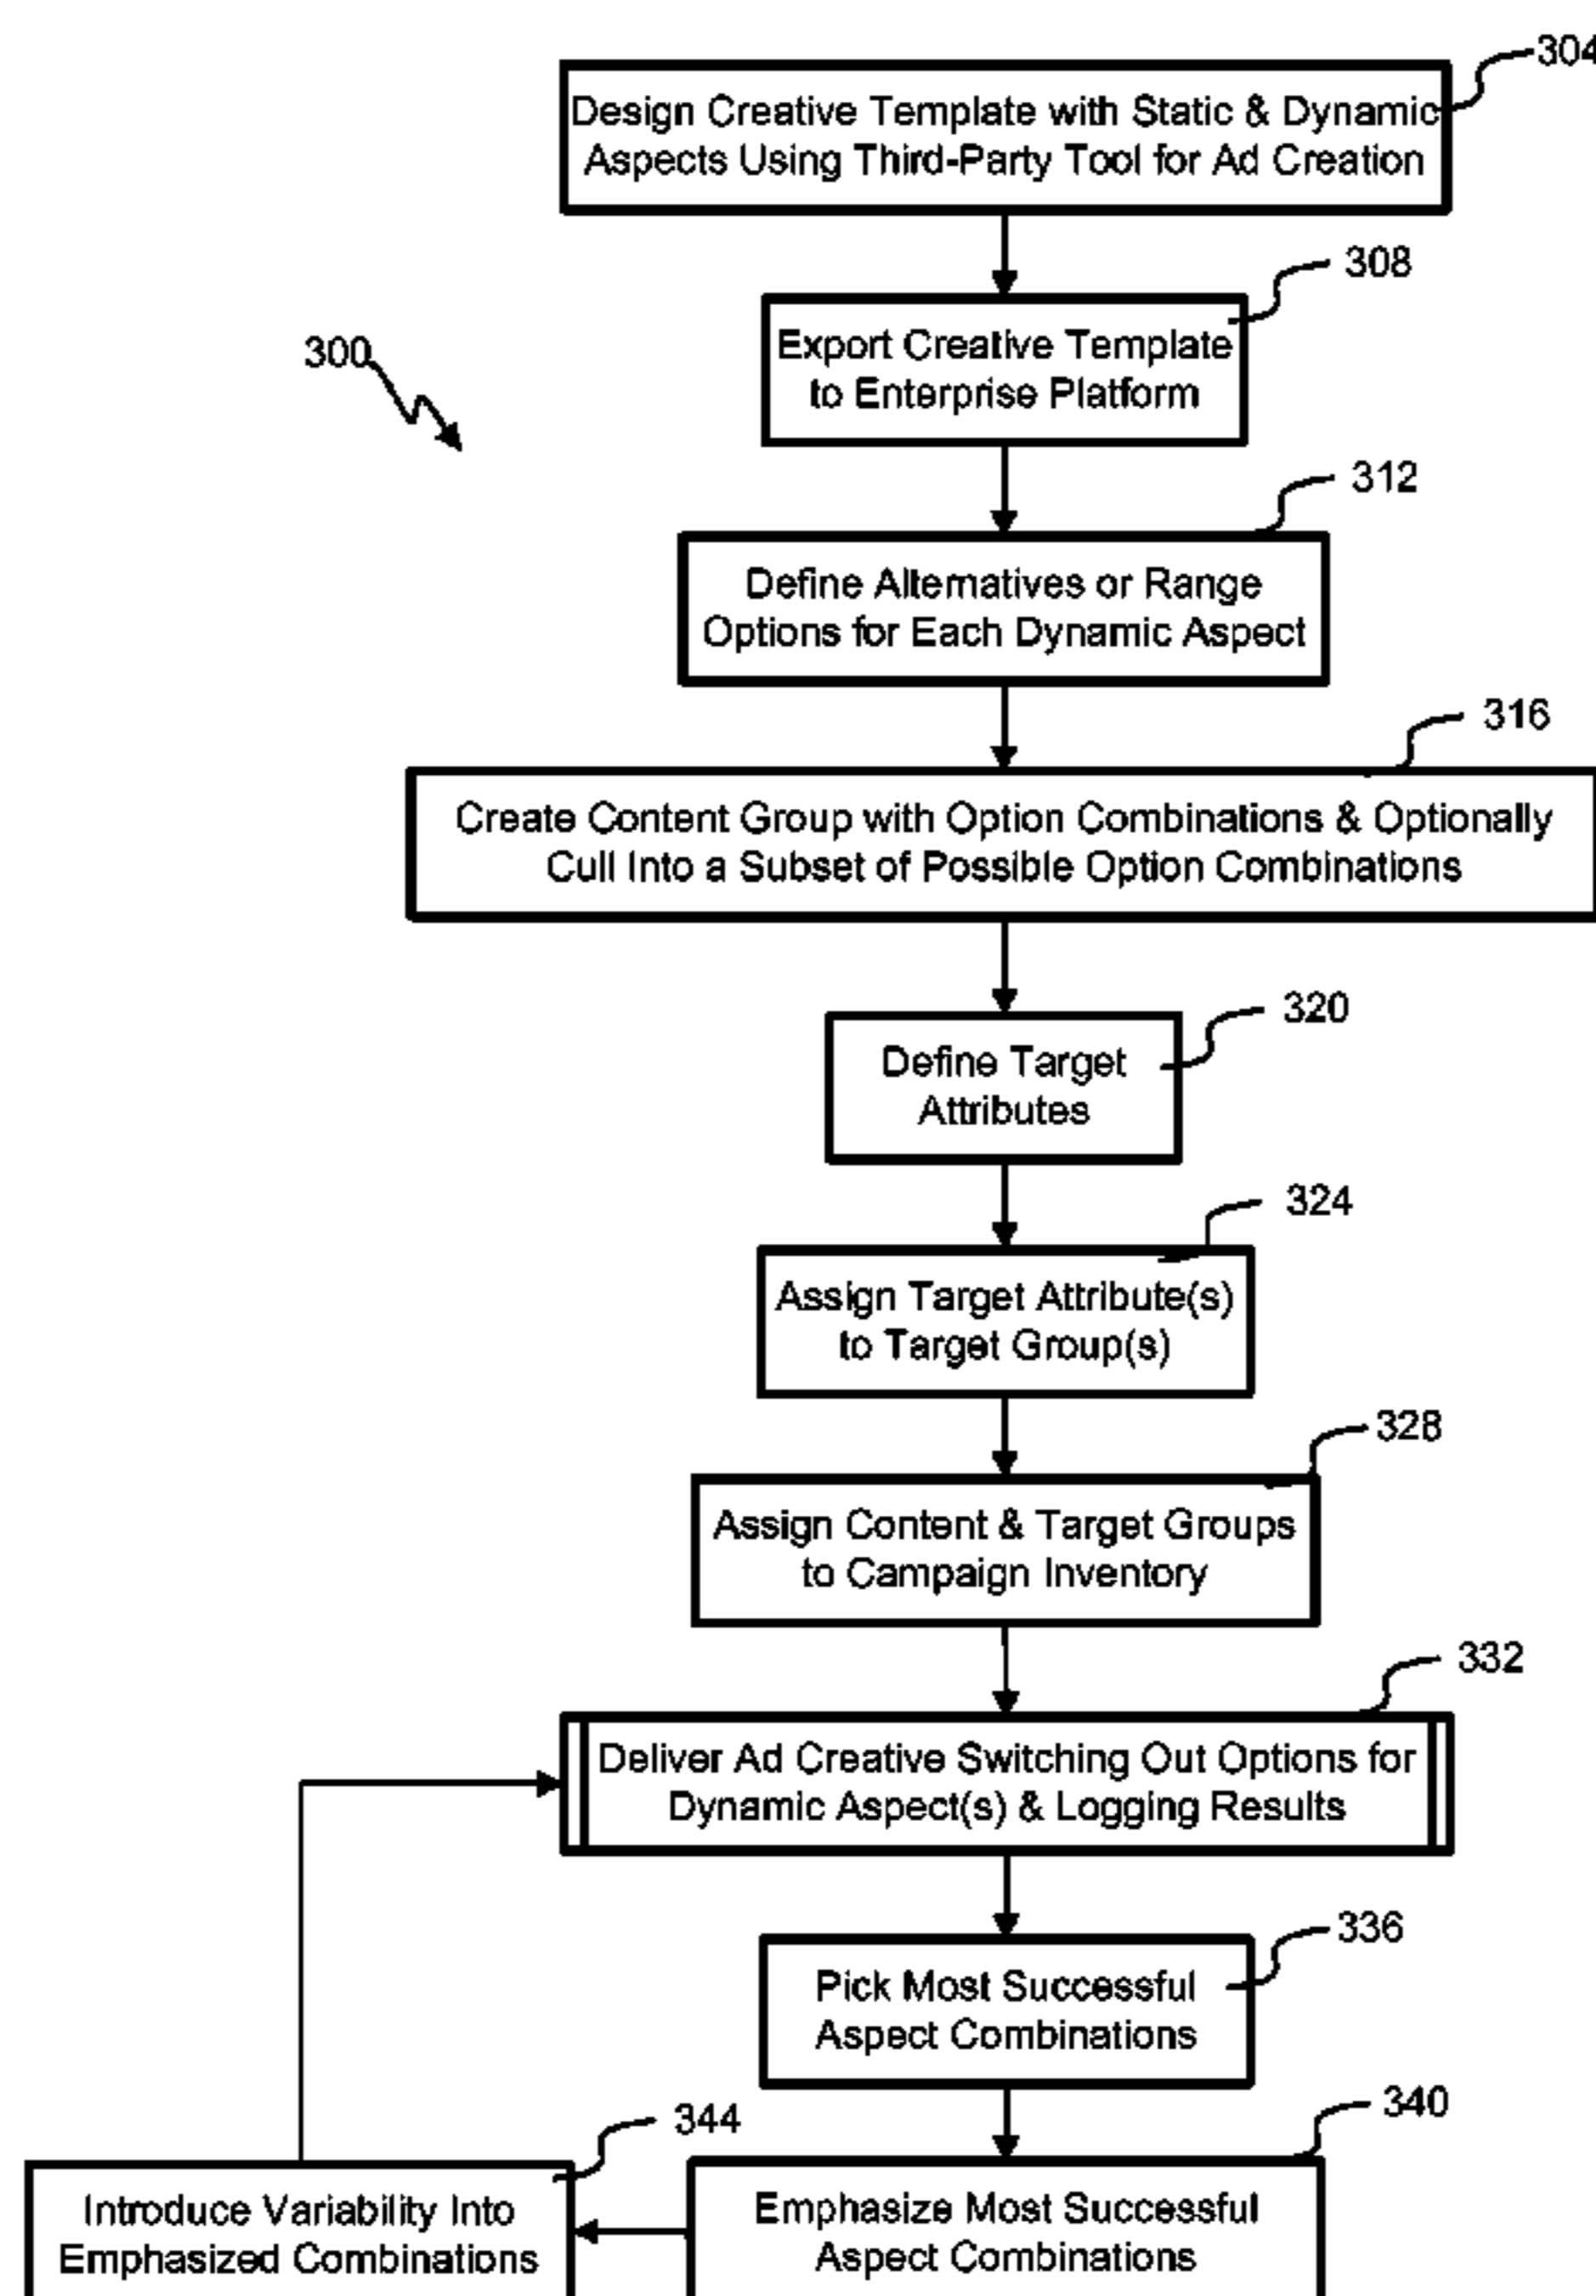 304
Design Creative Template with Static & Dynamic
Aspects Using Third-Party Tool for Ad Creation
308
Export Creative Template
to Enterprise Platform
300
312
Define Alternatives or Range
Options for Each Dynamic Aspect
316
Create Content Group with Option Combinations & Optionally
Cull Into a Subset of Possible Option Combinations
320
Define Target
Attributes
324
Assign Target Attribute(s)
to Target Group(s)
328
Assign Content & Target Groups
to Campaign Inventory
332
Deliver Ad Creative Switching Out Options for
Dynamic Aspect(s) & Logging Results
336
Pick Most Successful
Aspect Combinations
340
344
Introduce Variability Into
Emphasized Combinations
Emphasize Most Successful
Aspect Combinations